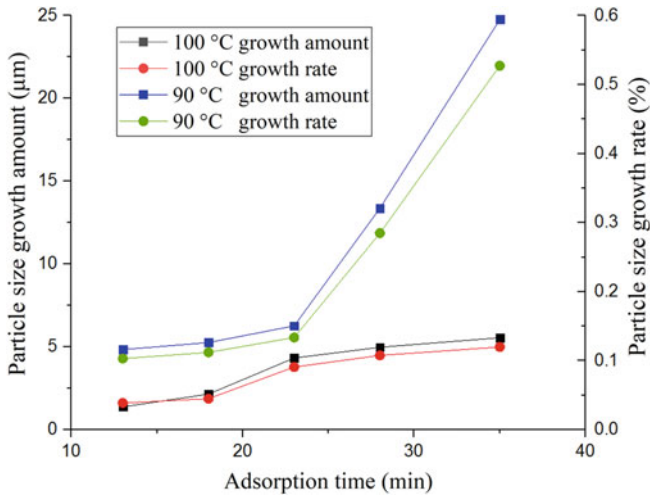 Particle size growth amount (μm)
25
20
15
10
5
0
100 °C growth amount
100 °C growth rate
90 °C growth amount
90 °C growth rate
0.6
0.5
0.4
0.3
0.2
0.1
0.0
Particle size growth rate (%)
10
20
30
40
Adsorption time (min)